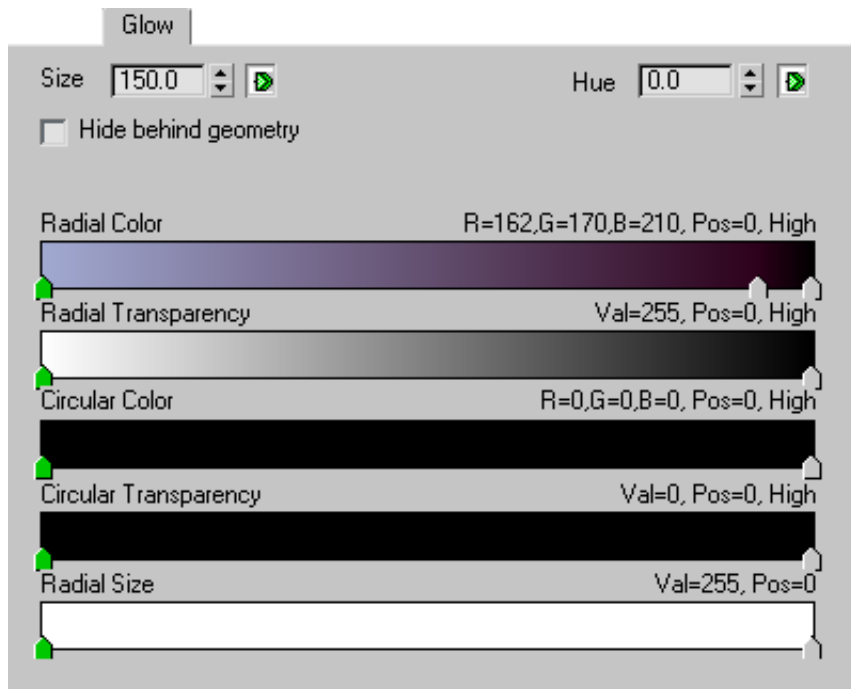 Glow
Size 150.0 Hue 0.0
Hide behind geometry
Radial Color R=162,G=170,B=210, Pos=0, High
Radial Transparency Val=255, Pos=0, High
Circular Color R=0,G=0,B=0, Pos=0, High
Circular Transparency Val=0, Pos=0, High
Radial Size Val=255, Pos=0